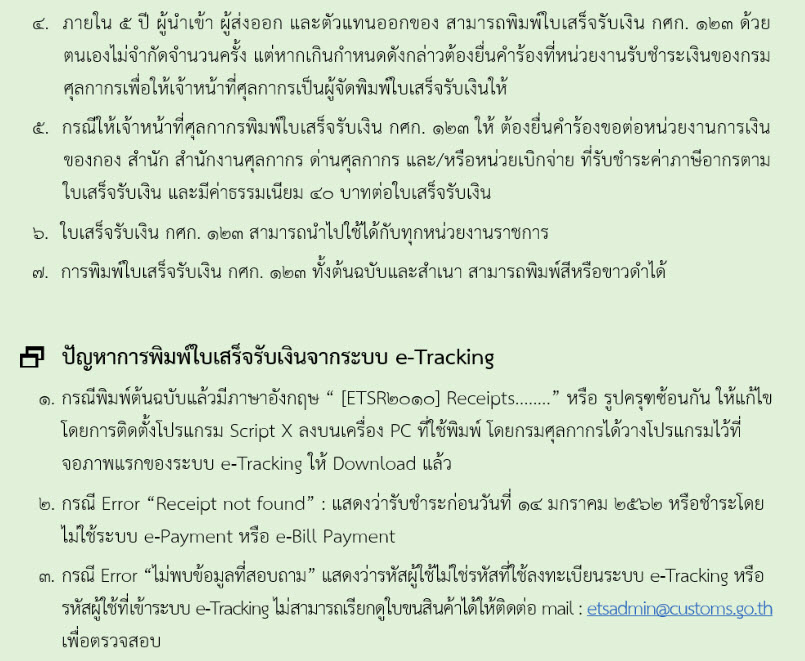 ๔. ภายใน ๕ ปี ผู้นำเข้า ผู้ส่งออก และตัวแทนออกของ สามารถพิมพ์ใบเสร็จรับเงิน กศก. ๑๒๓ ด้วย
ตนเองไม่จำกัดจำนวนครั้ง แต่หากเกินกำหนดดังกล่าวต้องยื่นคำร้องที่หน่วยงานรับชำระเงินของกรม
ศุลกากรเพื่อให้เจ้าหน้าที่ศุลกากรเป็นผู้จัดพิมพ์ใบเสร็จรับเงินให้
๕. กรณีให้เจ้าหน้าที่ศุลกากรพิมพ์ใบเสร็จรับเงิน กศก. ๑๒๓ ให้ ต้องยื่นคำร้องขอต่อหน่วยงานการเงิน
ของกอง สำนัก สำนักงานศุลกากร ด่านศุลกากร และ/หรือหน่วยเบิกจ่าย ที่รับชำระค่าภาษีอากรตาม
ใบเสร็จรับเงิน และมีค่าธรรมเนียม ๔๐ บาทต่อใบเสร็จรับเงิน
๖. ใบเสร็จรับเงิน กศก. ๑๒๓ สามารถนำไปใช้ได้กับทุกหน่วยงานราชการ
๗. การพิมพ์ใบเสร็จรับเงิน กศก. ๑๒๓ ทั้งต้นฉบับและสำเนา สามารถพิมพ์สีหรือขาวดำได้
ปัญหาการพิมพ์ใบเสร็จรับเงินจากระบบ e-Tracking
๑. กรณีพิมพ์ต้นฉบับแล้วมีภาษาอังกฤษ “ [ETSR๒๐๑๐] Receipts........” หรือ รูปครุฑซ้อนกัน ให้แก้ไข
โดยการติดตั้งโปรแกรม Script X ลงบนเครื่อง PC ที่ใช้พิมพ์ โดยกรมศุลกากรได้วางโปรแกรมไว้ที่
จอภาพแรกของระบบ e-Tracking ให้ Download แล้ว
๒. กรณี Error “Receipt not found” : แสดงว่ารับชำระก่อนวันที่ ๑๔ มกราคม ๒๕๖๒ หรือชำระโดย
ไม่ใช้ระบบ e-Payment หรือ e-Bill Payment
๓. กรณี Error “ไม่พบข้อมูลที่สอบถาม” แสดงว่ารหัสผู้ใช้ไม่ใช่รหัสที่ใช้ลงทะเบียนระบบ e-Tracking หรือ
รหัสผู้ใช้ที่เข้าระบบ e-Tracking ไม่สามารถเรียกดูใบขนสินค้าได้ให้ติดต่อ mail : etsadmin@customs.go.th
เพื่อตรวจสอบ